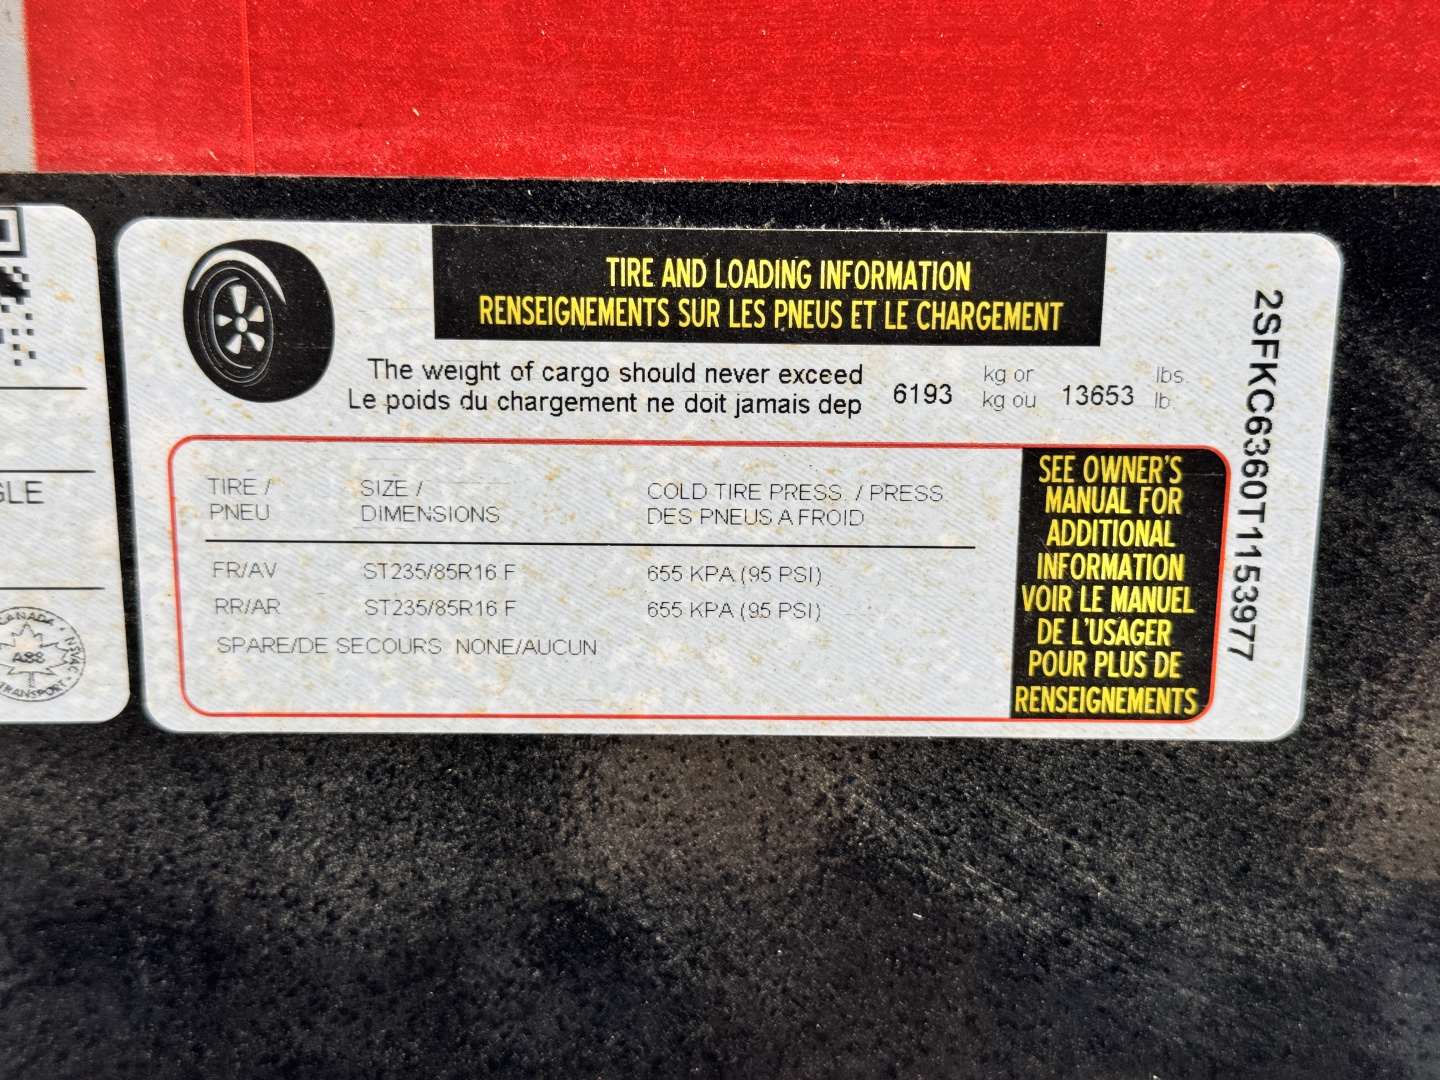 TIRE AND LOADING INFORMATION
RENSEIGNEMENTS SUR LES PNEUS ET LE CHARGEMENT
The weight of cargo should never exceed
Le poids du chargement ne doit jamais dep
6193 kg or
kg ou 13653 lbs.
lb
TIRE /
PNEU
SIZE /
DIMENSIONS
COLD TIRE PRESS. / PRESS.
DES PNEUS A FROID
FR/AV ST235/85R16 F 655 KPA (95 PSI)
RR/AR ST235/85R16 F 655 KPA (95 PSI)
SPARE/DE SECOURS NONE/AUCUN
SEE OWNER'S
MANUAL FOR
ADDITIONAL
INFORMATION
VOIR LE MANUEL
DE L'USAGER
POUR PLUS DE
RENSEIGNEMENTS
2SFKC6360T1153977
GLE
CANADA
A88
NSVAC
TRANSPORT